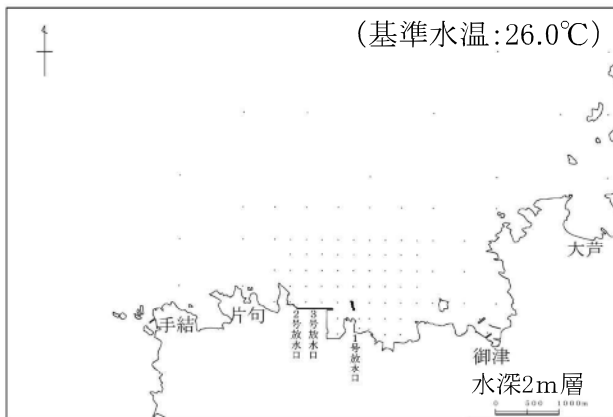 (基準水温:26.0℃)
大芦
手結
片句
2号放水口
3号放水口
1号放水口
御津
水深2m層
0 500 1000m